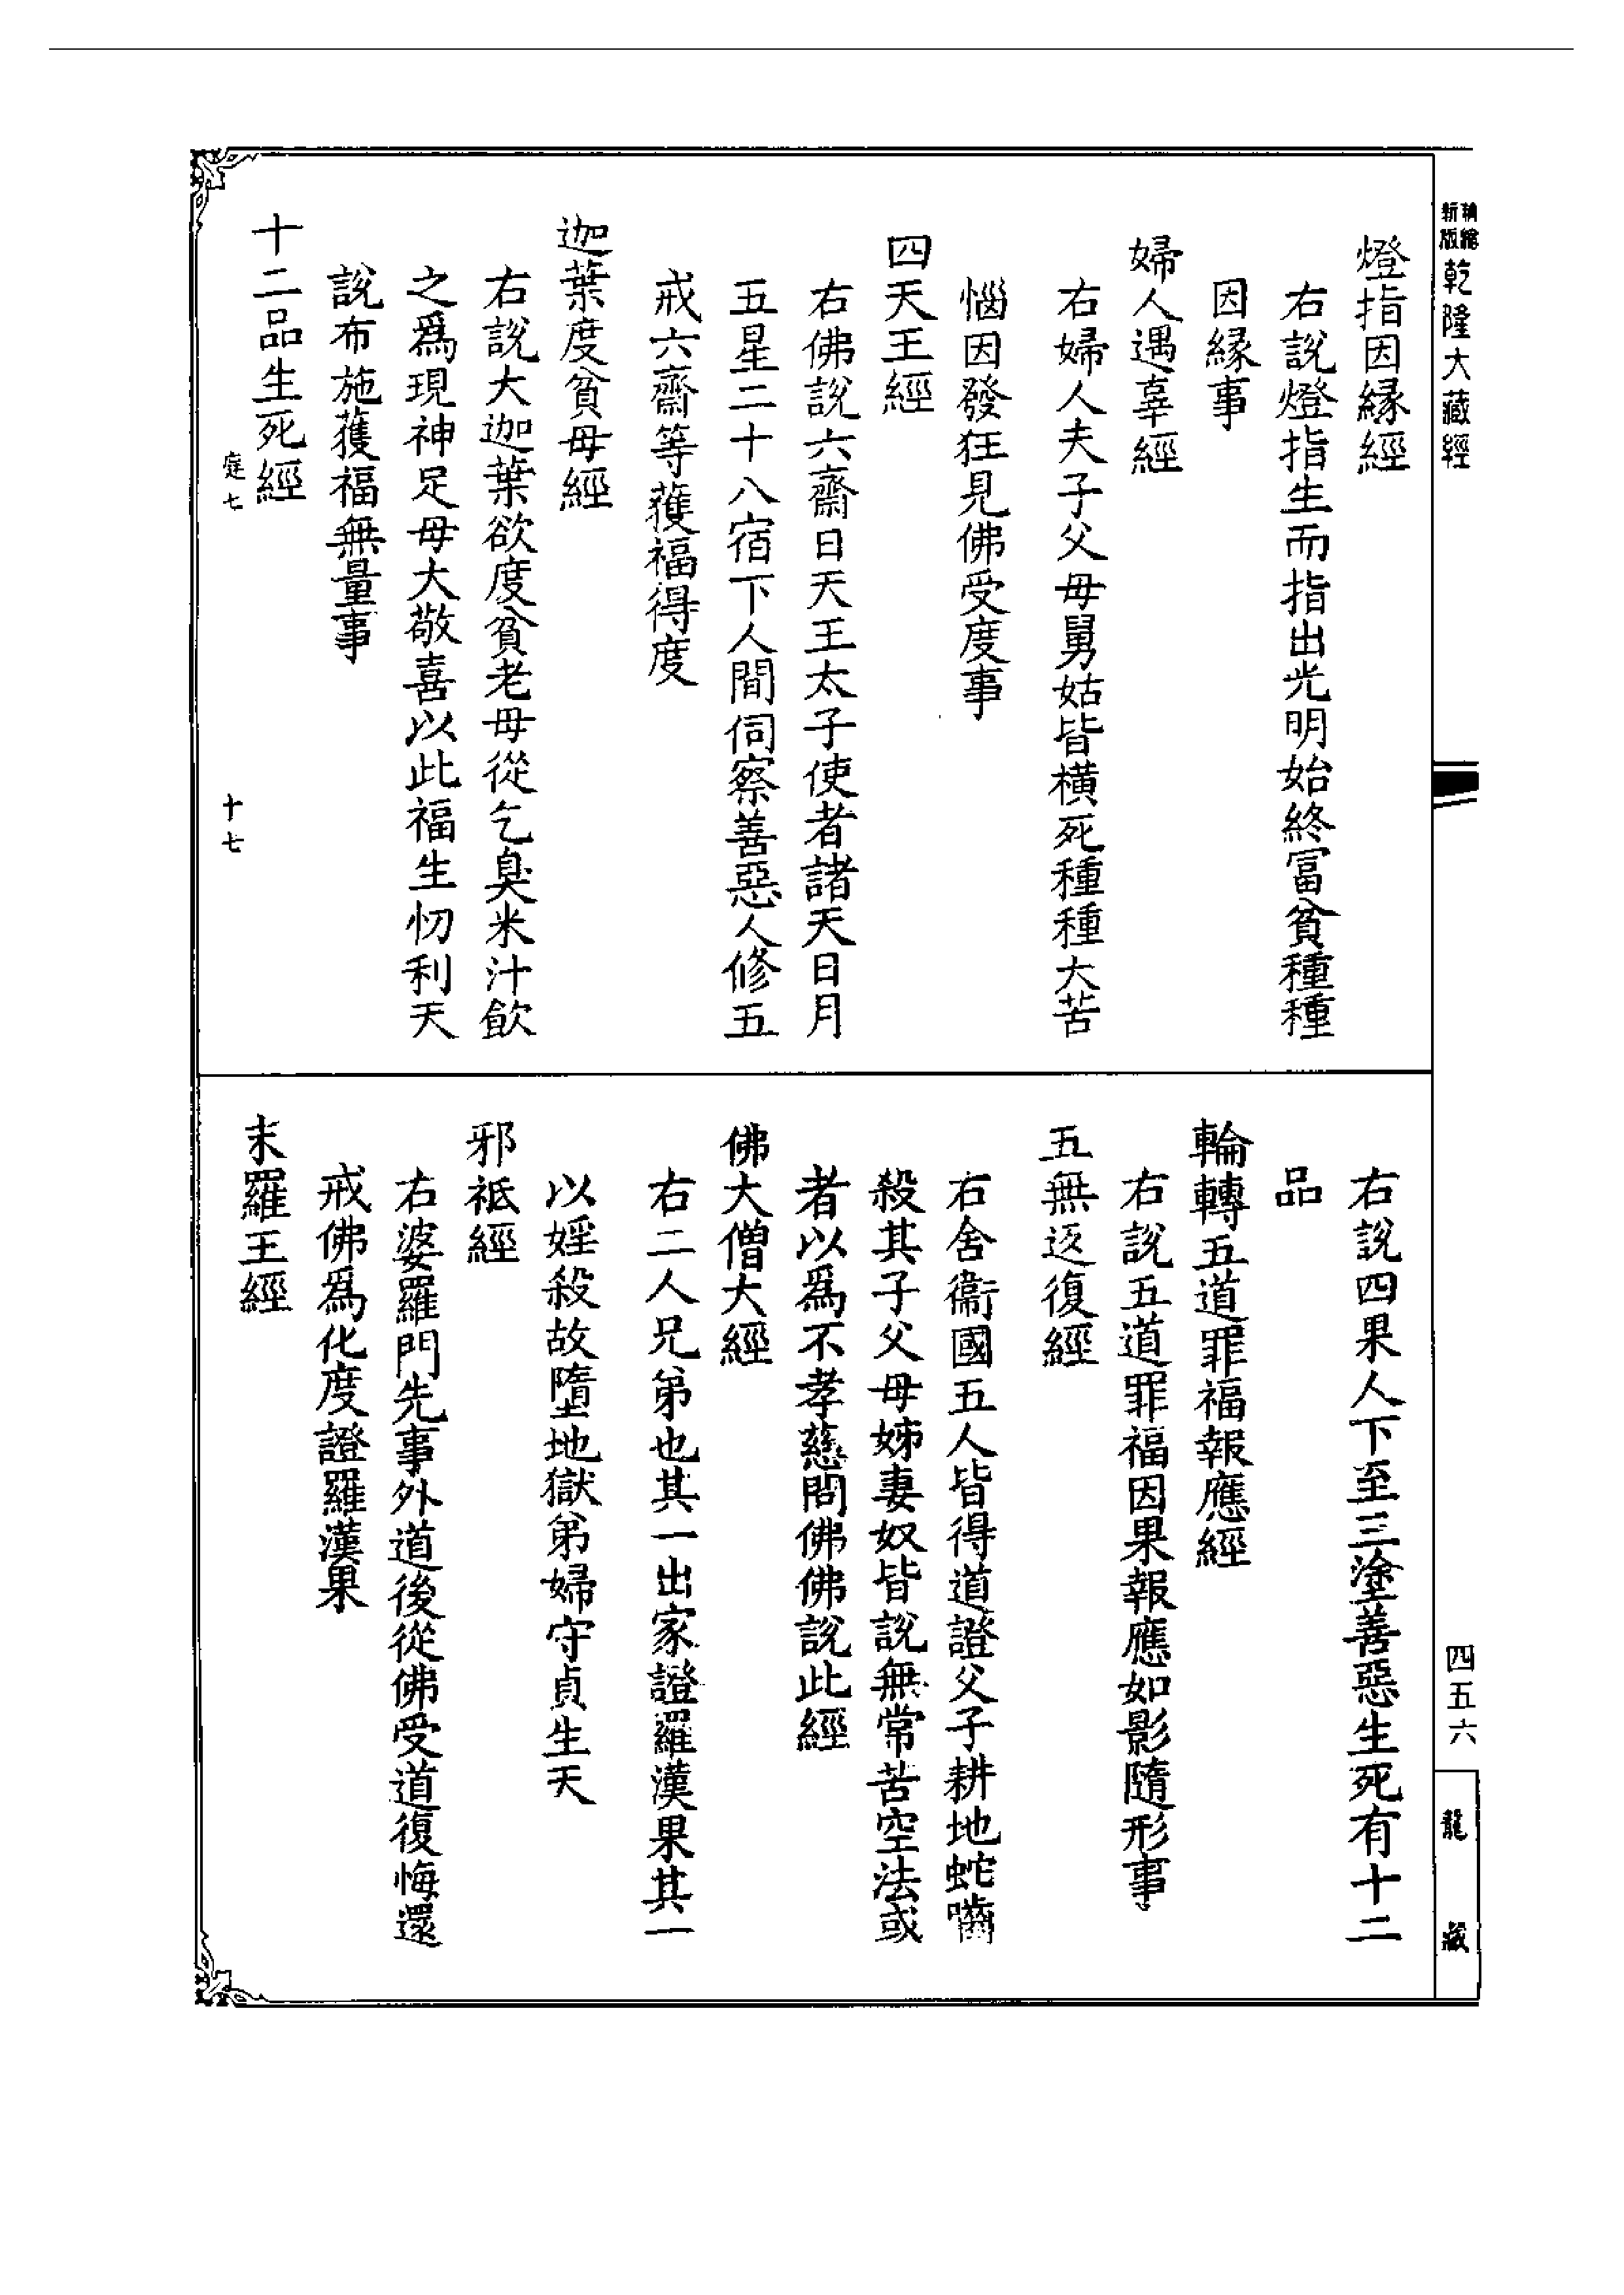 新版精縮乾隆大藏經
燈指因緣經
右說燈指生而指出光明始終富貧種種
因緣事
婦人遇辜經
右婦人夫子父母舅姑皆橫死種種大苦
惱因發狂見佛受度事
四天王經
右佛說六齋日天王太子使者諸天日月
五星二十八宿下人間伺察善惡人修五
戒六齋等獲福得度
迦葉度貧母經
右說大迦葉欲度貧老母從乞臭米汁飲
之爲現神足母大敬喜以此福生忉利天
說布施獲福無量事
十二品生死經
庭七
十七
右說四果人下至三塗善惡生死有十二
品
輪轉五道罪福報應經
右說五道罪福因果報應如影隨形事
五無返復經
右舍衞國五人皆得道證父子耕地蛇嚙
殺其子父母姊妻奴皆說無常苦空法或
者以爲不孝慈問佛佛說此經
佛大僧大經
右二人兄弟也其一出家證羅漢果其一
以婬殺故墮地獄弟婦守貞生天
邪祇經
右婆羅門先事外道後從佛受道復悔還
戒佛爲化度證羅漢果
末羅王經
四五六
龍藏